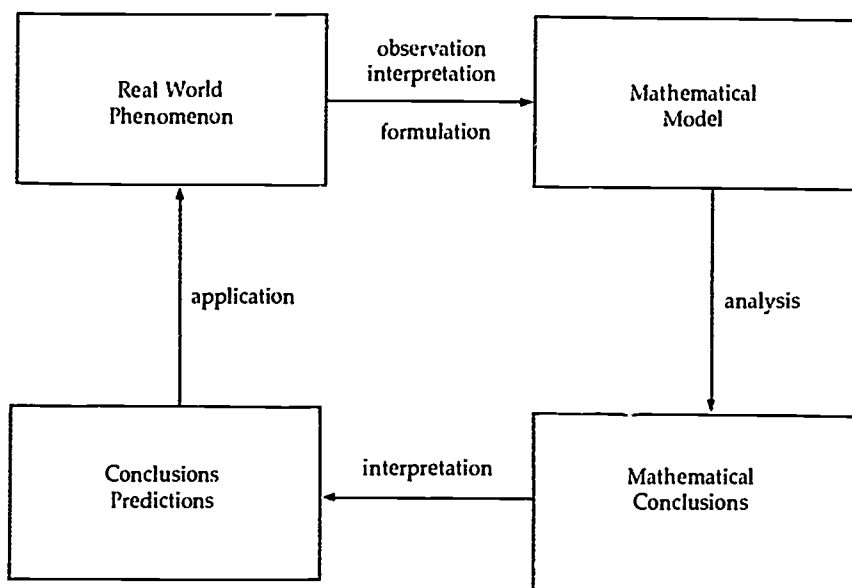 Real World
Phenomenon
observation
interpretation
formulation
Mathematical
Model
application
analysis
Conclusions
Predictions
interpretation
Mathematical
Conclusions